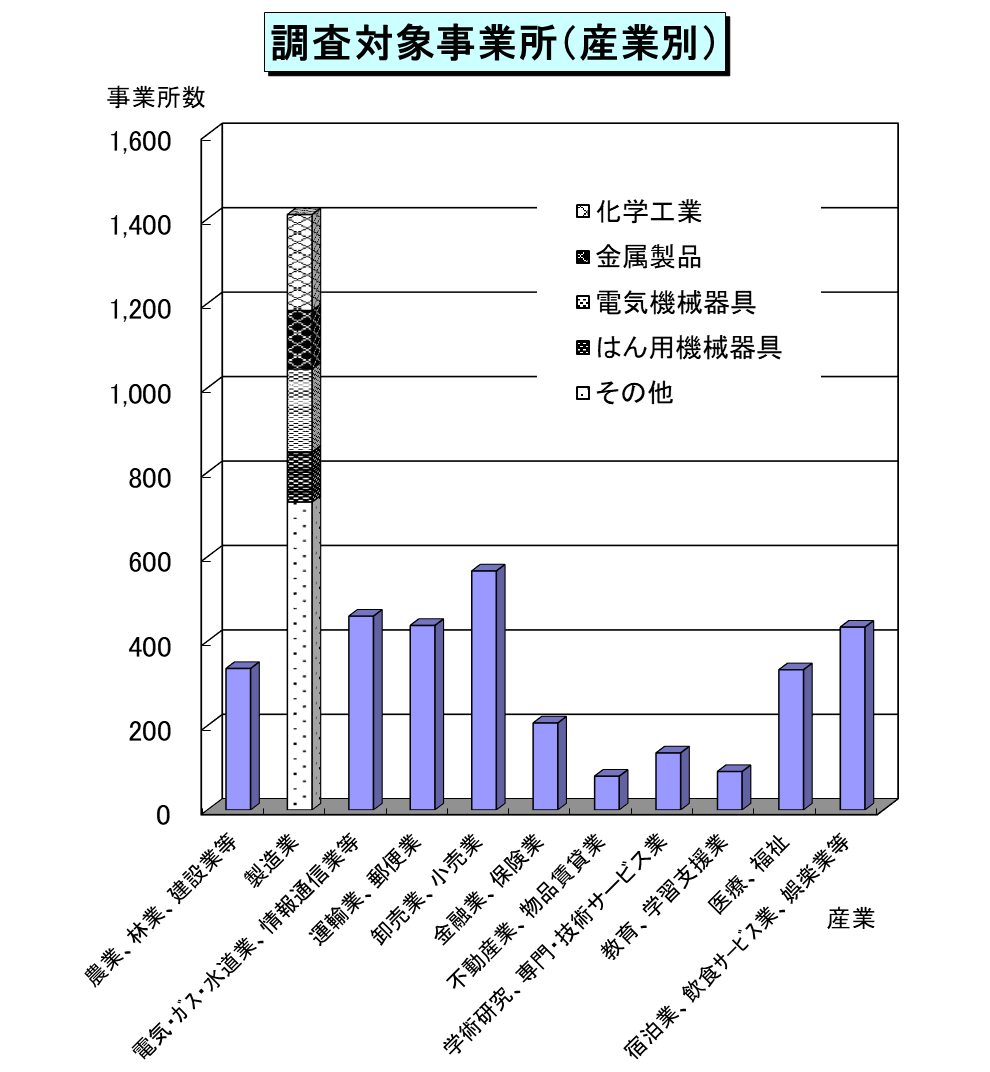 調査対象事業所(産業別)
事業所数
1,600
1,400
1,200
1,000
800
600
400
200
0
化学工業
金属製品
電気機械器具
はん用機械器具
その他
農業、林業、建設業等
製造業
電気・ガス・水道業、情報通信業等
運輸業、郵便業
卸売業、小売業
金融業、保険業
不動産業、物品賃貸業
学術研究、専門・技術サービス業
教育、学習支援業
医療、福祉
宿泊業、飲食サービス業、娯楽業等
産業